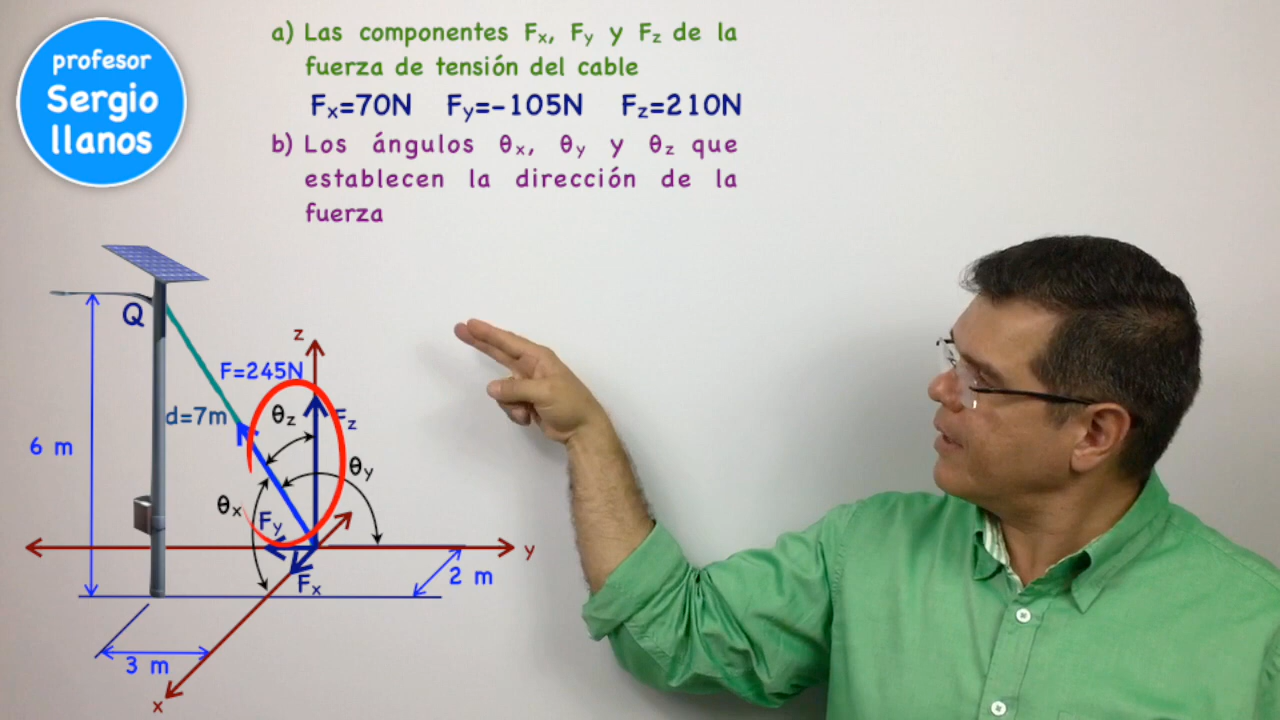 profesor
Sergio
llanos
a) Las componentes Fx, Fy y Fz de la
fuerza de tensión del cable
Fx=70N Fy=-105N Fz=210N
b) Los ángulos θx, θy y θz que
establecen la dirección de la
fuerza
Q
z
F=245N
θz
d=7m
Fz
6 m
θy
θx
Fy
y
Fx
2 m
3 m
x